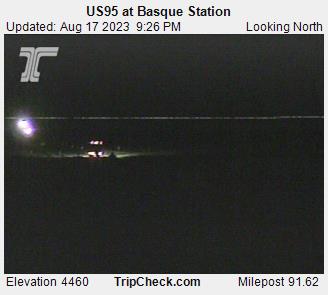 US95 at Basque Station
Updated: Aug 17 2023 9:26 PM Looking North
Elevation 4460 TripCheck.com Milepost 91.62